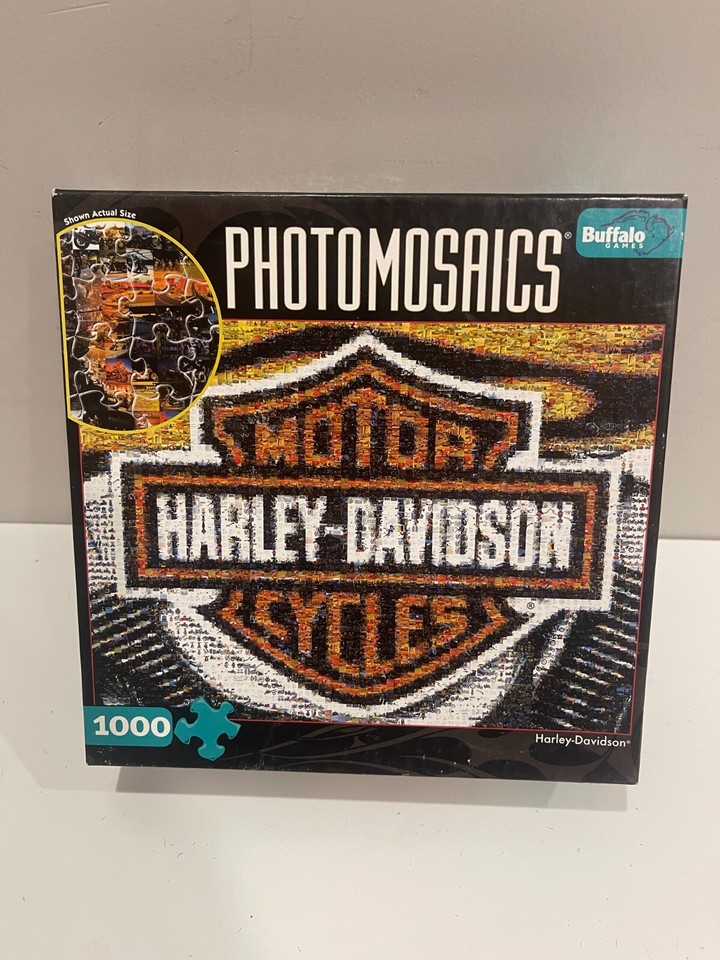 Shown Actual Size
PHOTOMOSAICS®
Buffalo
GAMES
MOTOR
HARLEY-DAVIDSON
CYCLES
®
1000
Harley-Davidson®